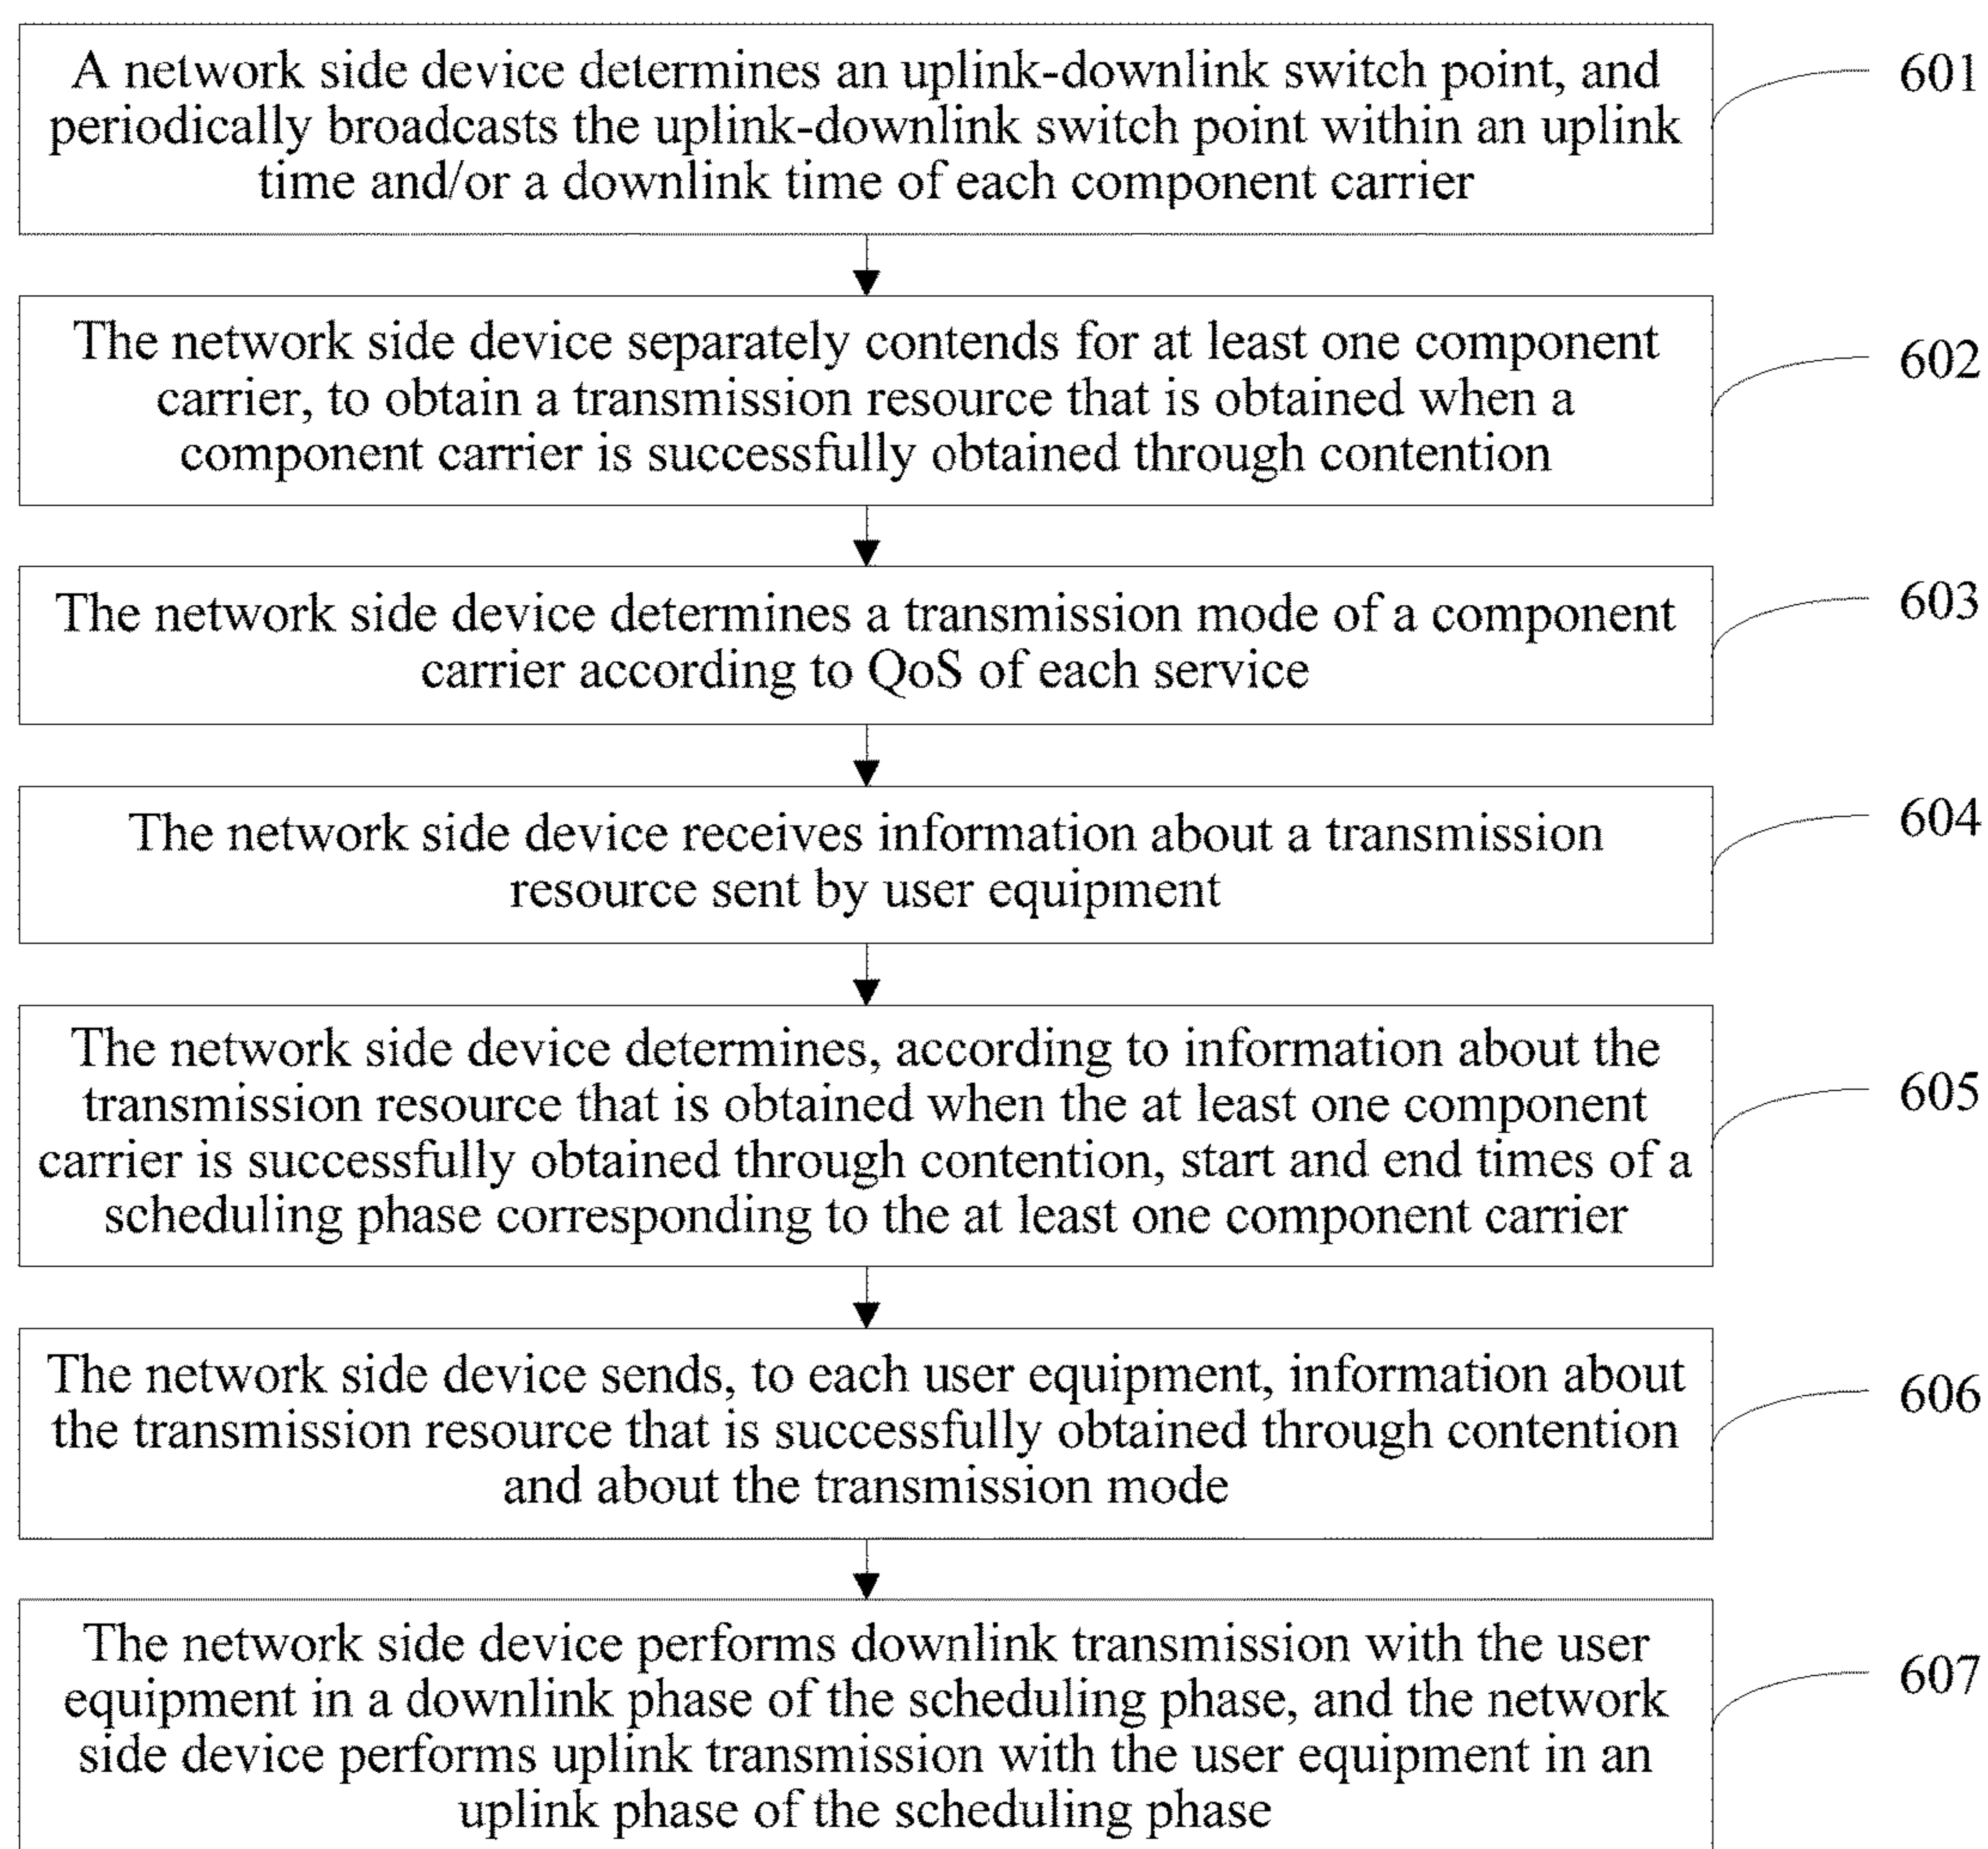 A network side device determines an uplink-downlink switch point, and
periodically broadcasts the uplink-downlink switch point within an uplink
time and/or a downlink time of each component carrier
601
The network side device separately contends for at least one component
carrier, to obtain a transmission resource that is obtained when a
component carrier is successfully obtained through contention
602
The network side device determines a transmission mode of a component
carrier according to QoS of each service
603
The network side device receives information about a transmission
resource sent by user equipment
604
The network side device determines, according to information about the
transmission resource that is obtained when the at least one component
carrier is successfully obtained through contention, start and end times of a
scheduling phase corresponding to the at least one component carrier
605
The network side device sends, to each user equipment, information about
the transmission resource that is successfully obtained through contention
and about the transmission mode
606
The network side device performs downlink transmission with the user
equipment in a downlink phase of the scheduling phase, and the network
side device performs uplink transmission with the user equipment in an
uplink phase of the scheduling phase
607